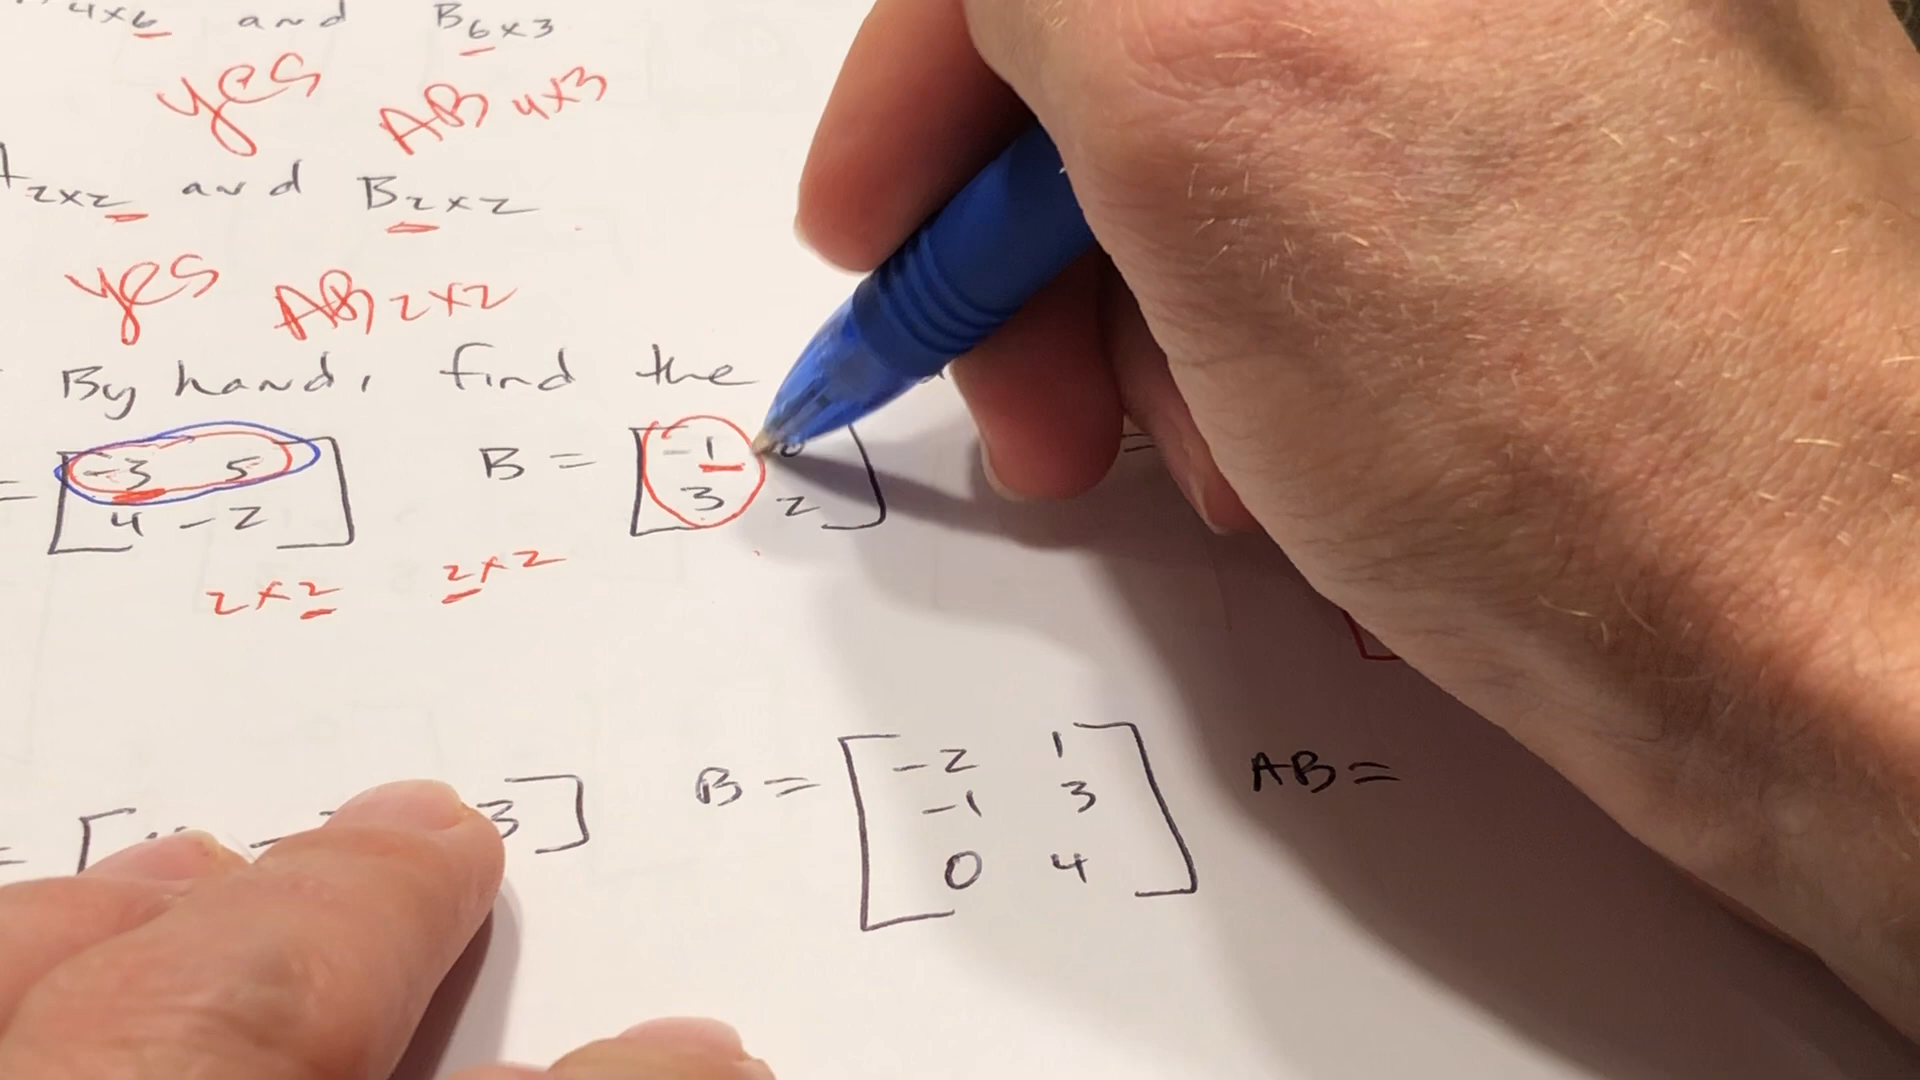 4x6 and B6x3
yes AB 4x3
2x2 and B2x2
yes AB 2x2
By hand, find the
= [-3 5
4 -2] B = [-1 0
3 2] =
2x2 2x2
= [ 3] B = [-2 1
-1 3
0 4] AB=